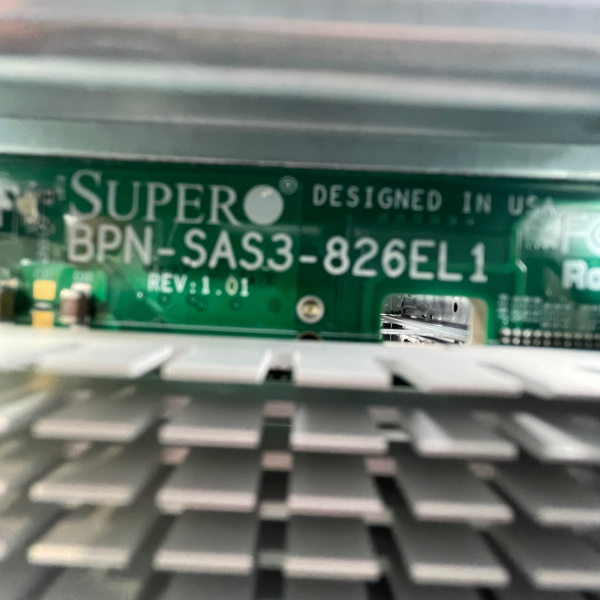 SUPER® DESIGNED IN USA
BPN-SAS3-826EL1
REV:1.01